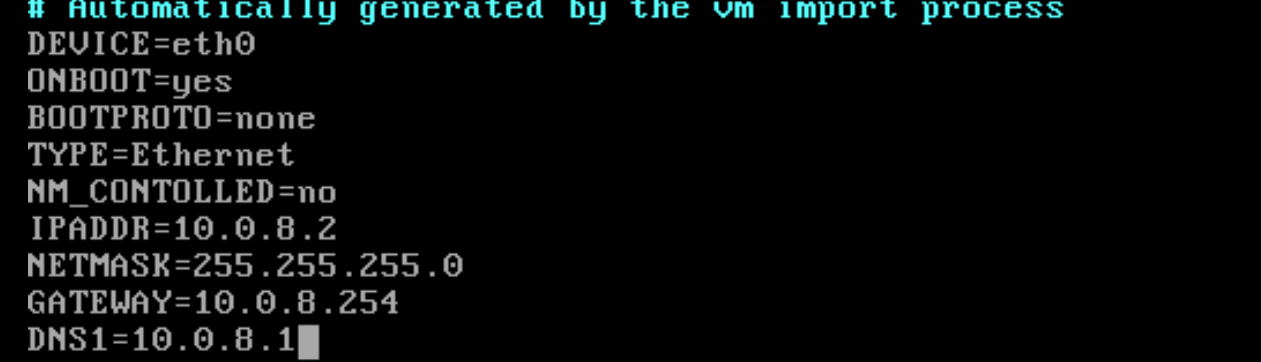 # Automatically generated by the vm import process
DEVICE=eth0
ONBOOT=yes
BOOTPROTO=none
TYPE=Ethernet
NM_CONTOLLED=no
IPADDR=10.0.8.2
NETMASK=255.255.255.0
GATEWAY=10.0.8.254
DNS1=10.0.8.1